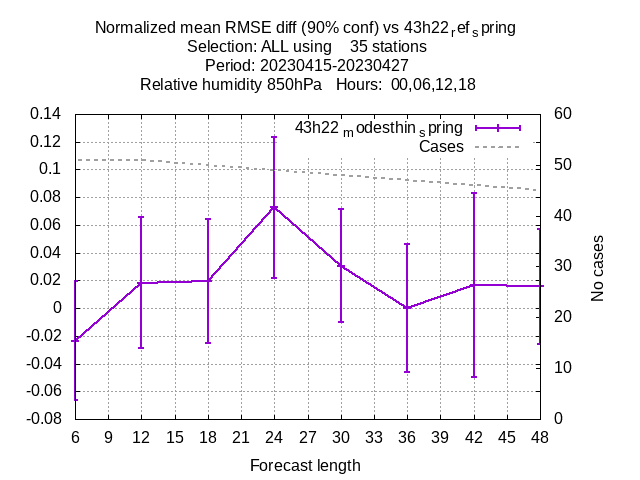 Normalized mean RMSE diff (90% conf) vs 43h22refspring
Selection: ALL using 35 stations
Period: 20230415-20230427
Relative humidity 850hPa Hours: 00,06,12,18
43h22modesthinspring
Cases
0.14
0.12
0.1
0.08
0.06
0.04
0.02
0
-0.02
-0.04
-0.06
-0.08
60
50
40
30
20
10
0
No cases
6 9 12 15 18 21 24 27 30 33 36 39 42 45 48
Forecast length